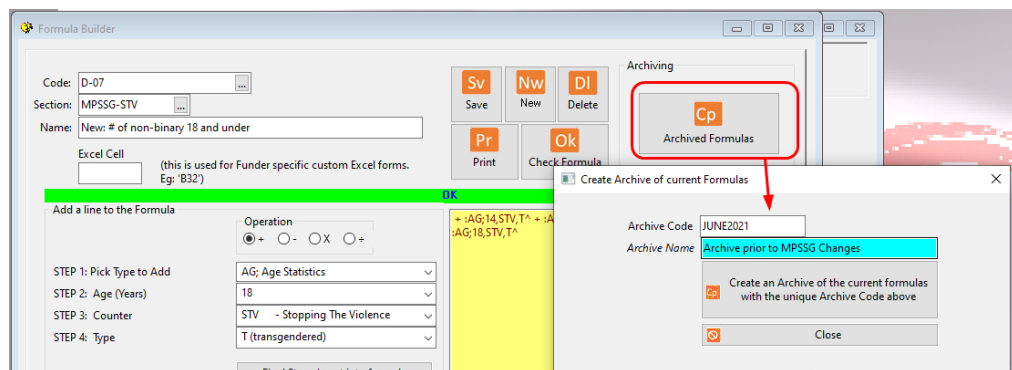 Formula Builder
Code: D-07 ...
Section: MPSSG-STV ...
Name: New: # of non-binary 18 and under
Excel Cell
(this is used for Funder specific custom Excel forms.
Eg: 'B32')
Sv Nw Dl
Save New Delete
Pr Ok
Print Check Formula
Archiving
Cp
Archived Formulas
OK
Add a line to the Formula
Operation
+ - X ÷
STEP 1: Pick Type to Add AG; Age Statistics
STEP 2: Age (Years) 18
STEP 3: Counter STV - Stopping The Violence
STEP 4: Type T (transgendered)
+ :AG;14,STV,T^ + :A
:AG;18,STV,T^
Create Archive of current Formulas
Archive Code JUNE2021
Archive Name Archive prior to MPSSG Changes
Cp Create an Archive of the current formulas
with the unique Archive Code above
Close